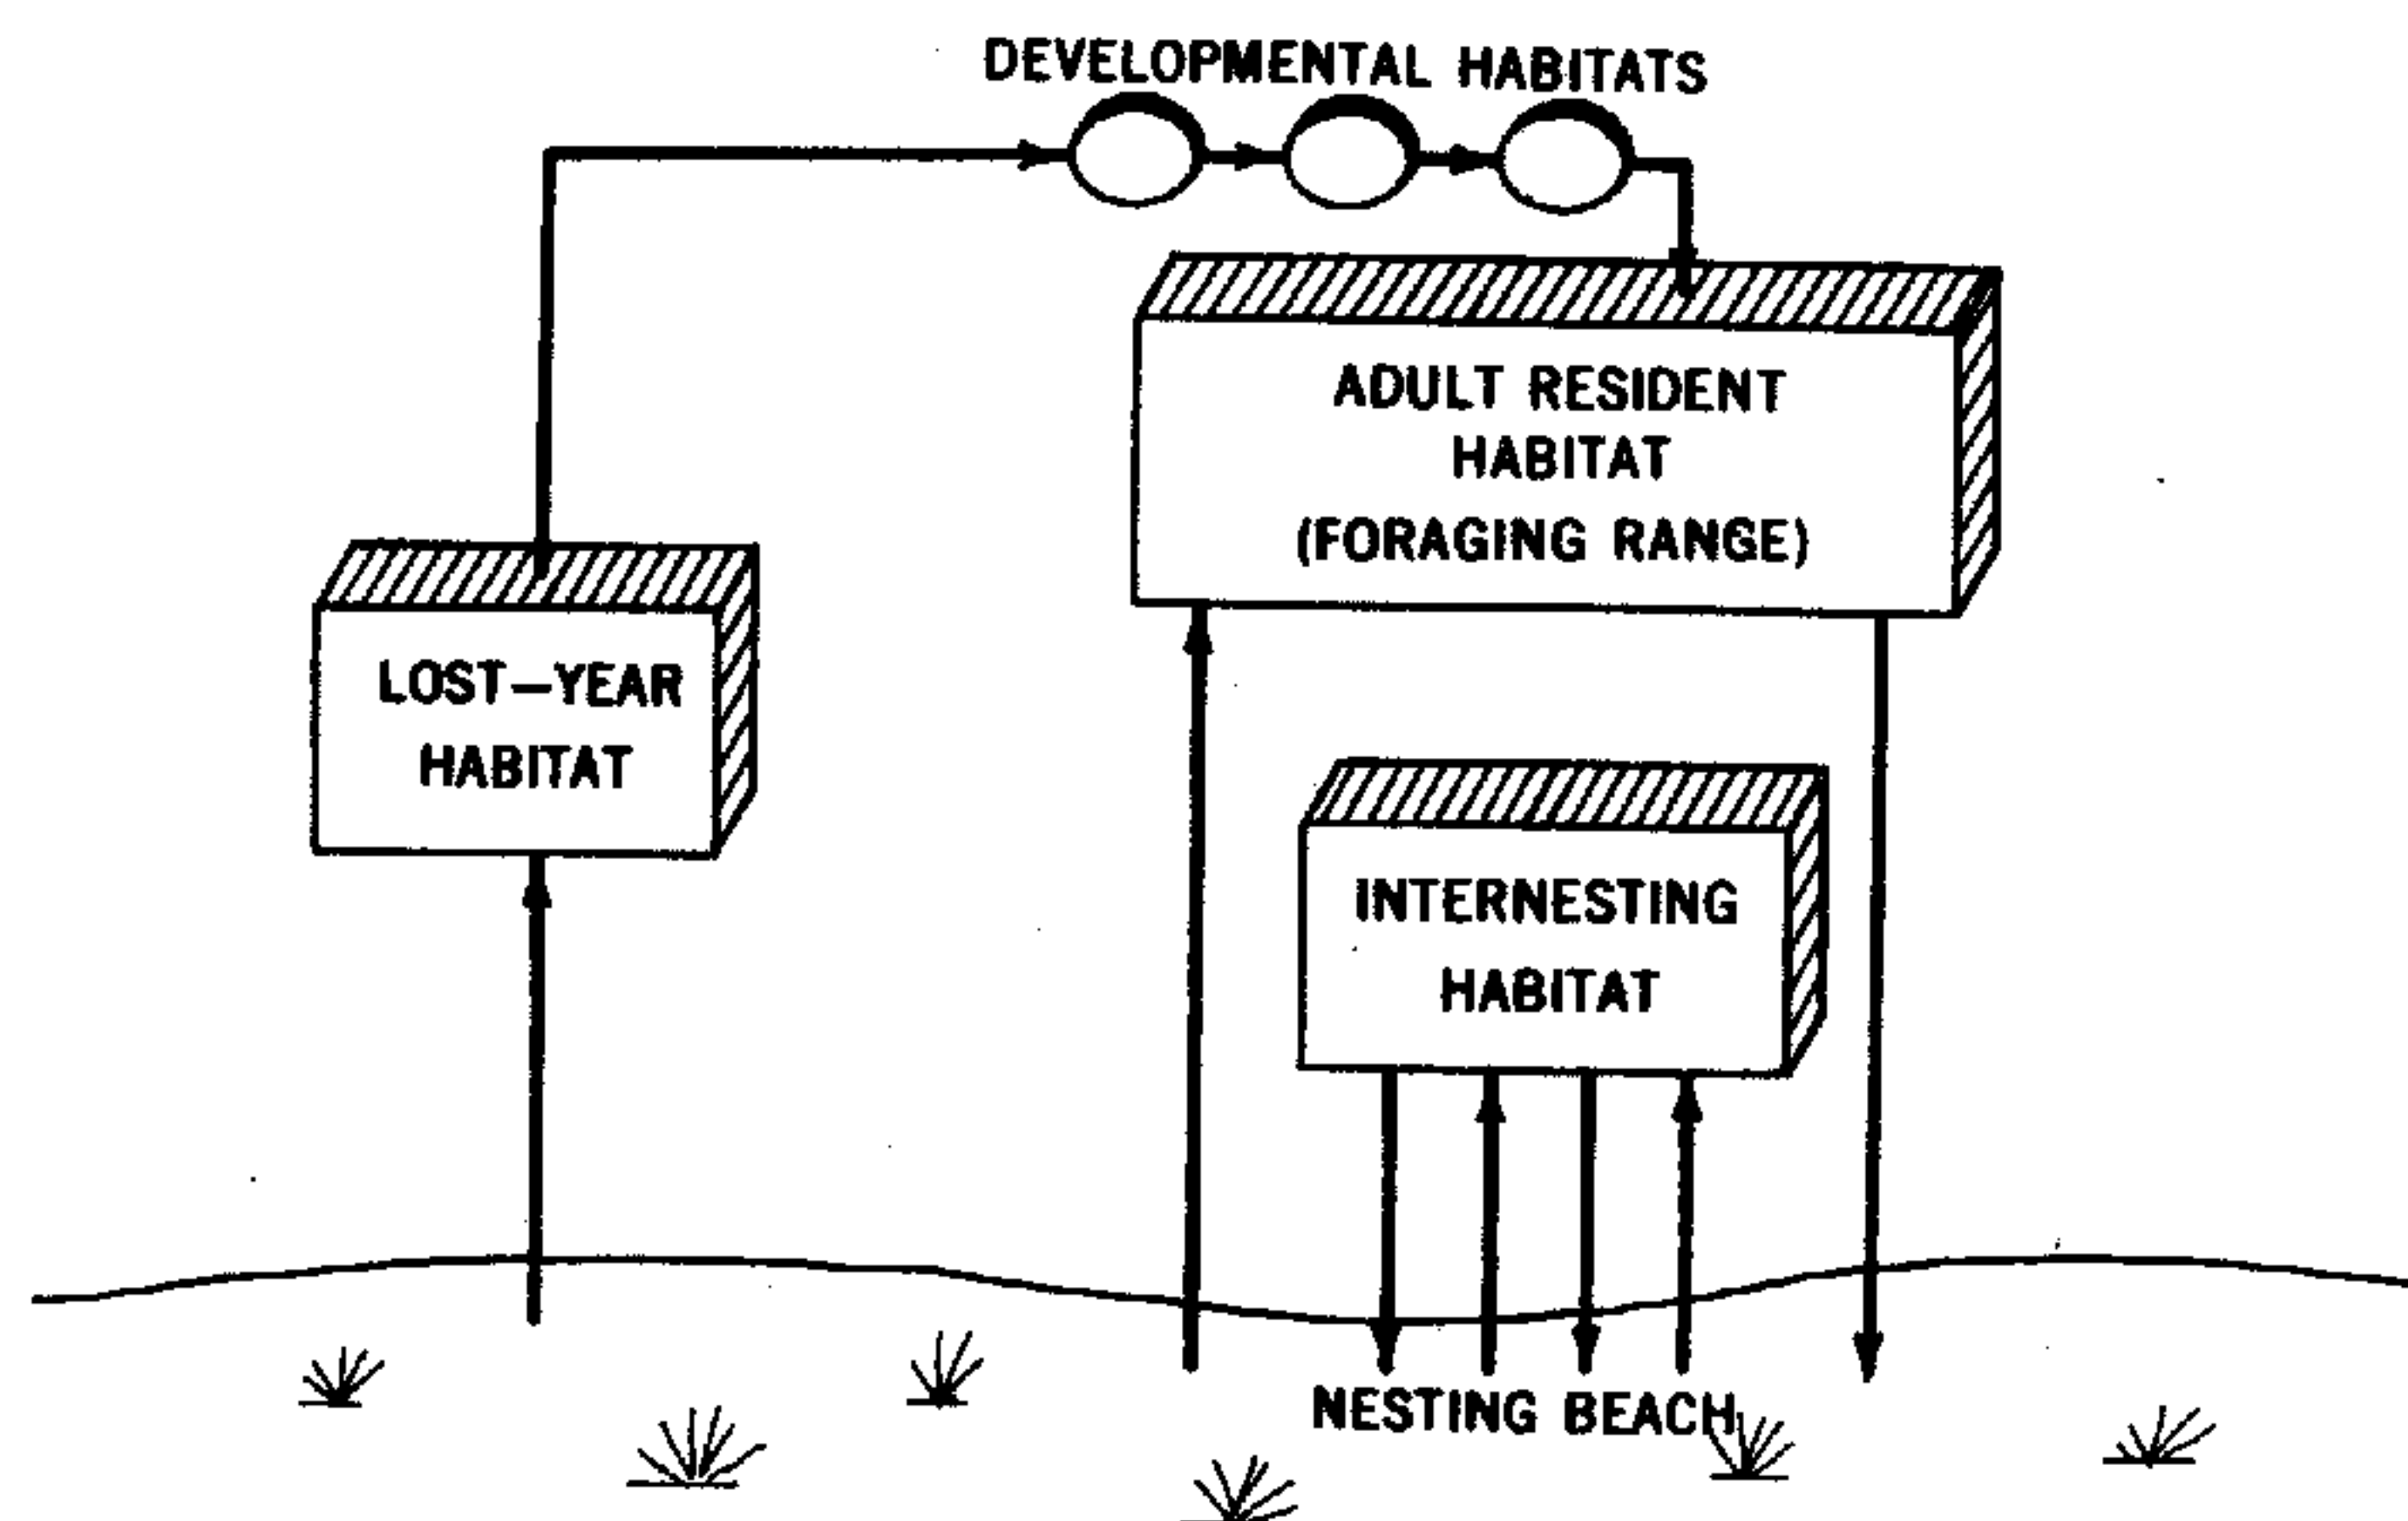 DEVELOPMENTAL HABITATS
ADULT RESIDENT
HABITAT
(FORAGING RANGE)
LOST—YEAR
HABITAT
INTERNESTING
HABITAT
NESTING BEACH